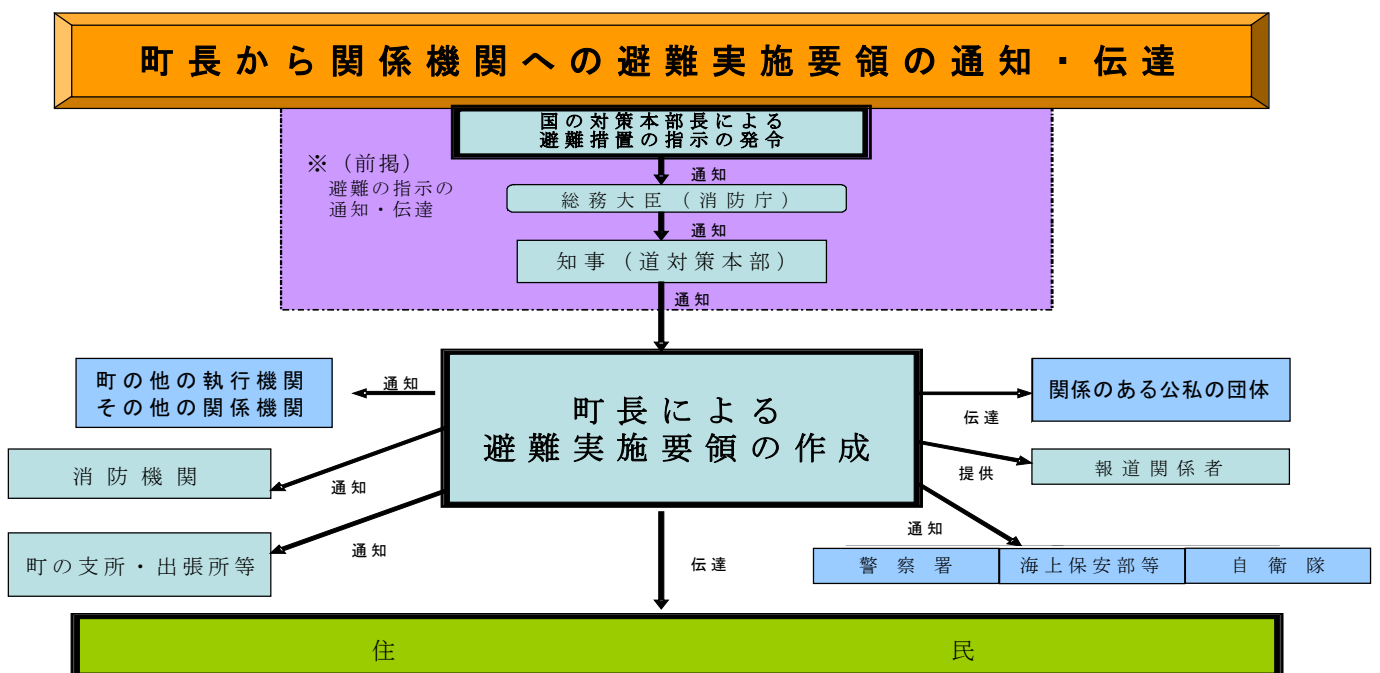 町長から関係機関への避難実施要領の通知・伝達
国の対策本部長による
避難措置の指示の発令
※（前掲）
避難の指示の
通知・伝達
通知
総務大臣（消防庁）
通知
知事（道対策本部）
通知
町の他の執行機関
その他の関係機関
通知
町長による
避難実施要領の作成
関係のある公私の団体
伝達
消防機関
通知
報道関係者
提供
町の支所・出張所等
通知
伝達
通知
警察署
海上保安部等
自衛隊
住民